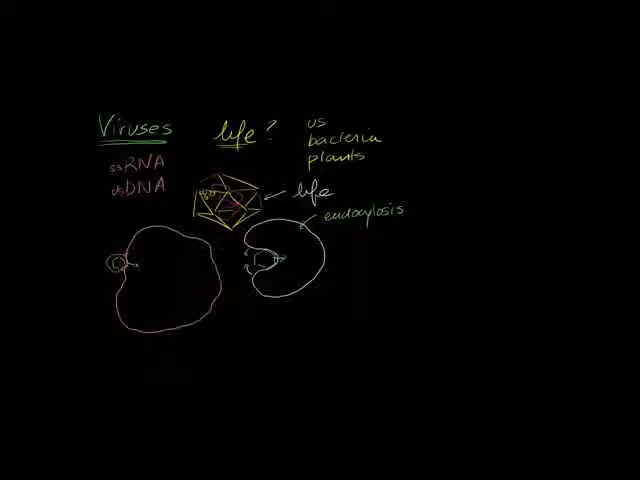 Viruses
life?
us
bacteria
plants
ssRNA
dsDNA
life
endocytosis